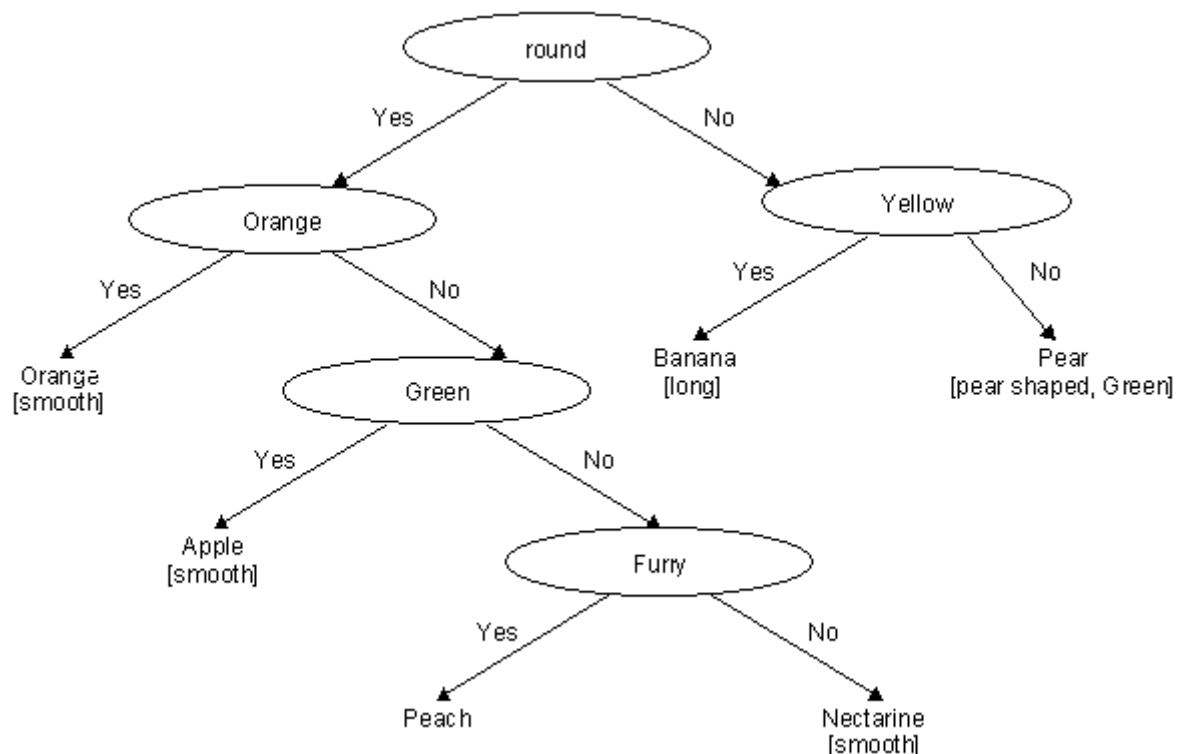 round
Yes
No
Orange
Yellow
Yes
No
Yes
No
Orange
[smooth]
Green
Banana
[long]
Pear
[pear shaped, Green]
Yes
No
Apple
[smooth]
Furry
Yes
No
Peach
Nectarine
[smooth]